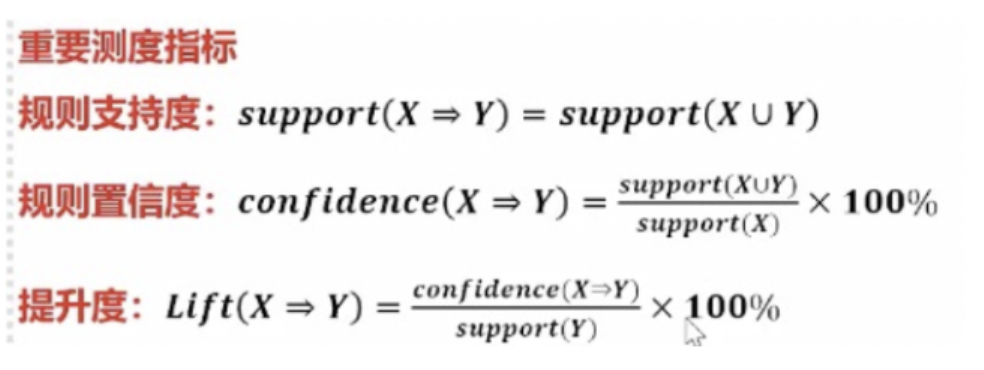 重要测度指标
规则支持度：support(X ⇒ Y) = support(X ∪ Y)
规则置信度：confidence(X ⇒ Y) = support(X∪Y) / support(X) × 100%
提升度：Lift(X ⇒ Y) = confidence(X⇒Y) / support(Y) × 100%